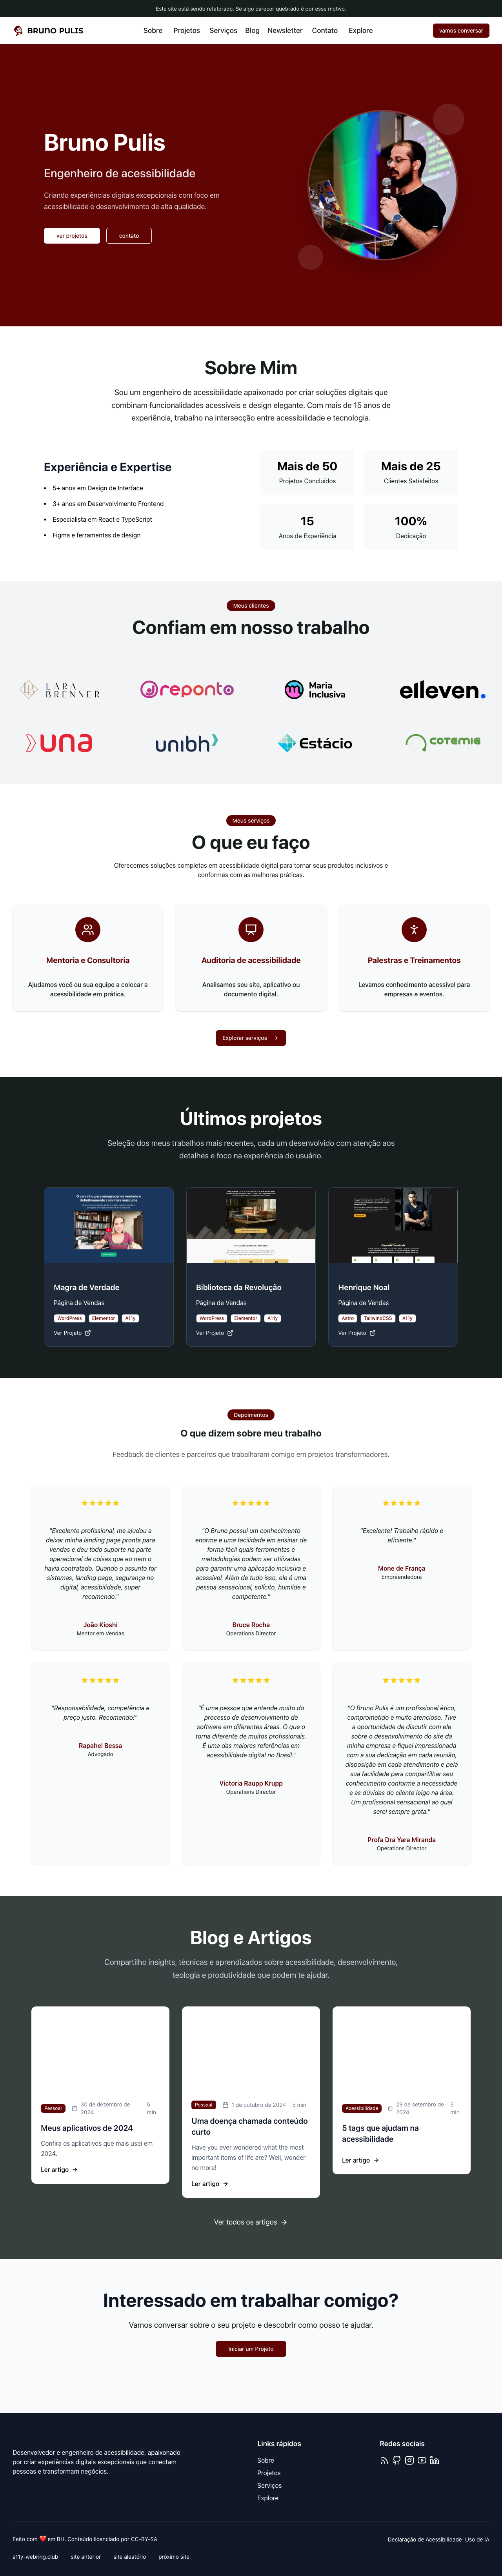 Este site está sendo refatorado. Se algo parecer quebrado é por esse motivo.
BRUNO PULIS
Sobre Projetos Serviços Blog Newsletter Contato Explore
vamos conversar
Bruno Pulis
Engenheiro de acessibilidade
Criando experiências digitais excepcionais com foco em
acessibilidade e desenvolvimento de alta qualidade.
ver projetos
contato
Sobre Mim
Sou um engenheiro de acessibilidade apaixonado por criar soluções digitais que
combinam funcionalidades acessíveis e design elegante. Com mais de 15 anos de
experiência, trabalho na intersecção entre acessibilidade e tecnologia.
Experiência e Expertise
5+ anos em Design de Interface
3+ anos em Desenvolvimento Frontend
Especialista em React e TypeScript
Figma e ferramentas de design
Mais de 50
Projetos Concluídos
Mais de 25
Clientes Satisfeitos
15
Anos de Experiência
100%
Dedicação
Meus clientes
Confiam em nosso trabalho
LARA
BRENNER
reponto
Maria
Inclusiva
elleven.
una
unibh
Estácio
COTEMIG
Meus serviços
O que eu faço
Oferecemos soluções completas em acessibilidade digital para tornar seus produtos inclusivos e
conformes com as melhores práticas.
Mentoria e Consultoria
Ajudamos você ou sua equipe a colocar a
acessibilidade em prática.
Auditoria de acessibilidade
Analisamos seu site, aplicativo ou
documento digital.
Palestras e Treinamentos
Levamos conhecimento acessível para
empresas e eventos.
Explorar serviços
Últimos projetos
Seleção dos meus trabalhos mais recentes, cada um desenvolvido com atenção aos
detalhes e foco na experiência do usuário.
Magra de Verdade
Página de Vendas
WordPress Elementor A11y
Ver Projeto
Biblioteca da Revolução
Página de Vendas
WordPress Elementor A11y
Ver Projeto
Henrique Noal
Página de Vendas
Astro TailwindCSS A11y
Ver Projeto
Depoimentos
O que dizem sobre meu trabalho
Feedback de clientes e parceiros que trabalharam comigo em projetos transformadores.
"Excelente profissional, me ajudou a
deixar minha landing page pronta para
vendas e deu todo suporte na parte
operacional de coisas que eu nem o
havia contratado. Quando o assunto for
sistemas, landing page, segurança no
digital, acessibilidade, super
recomendo."
João Kioshi
Mentor em Vendas
"O Bruno possui um conhecimento
enorme e uma facilidade em ensinar de
forma fácil quais ferramentas e
metodologias podem ser utilizadas
para garantir uma aplicação inclusiva e
acessível. Além de tudo isso, ele é uma
pessoa sensacional, solícito, humilde e
competente."
Bruce Rocha
Operations Director
"Excelente! Trabalho rápido e
eficiente."
Mone de França
Empreendedora
"Responsabilidade, competência e
preço justo. Recomendo!"
Rapahel Bessa
Advogado
"É uma pessoa que entende muito do
processo de desenvolvimento de
software em diferentes áreas. O que o
torna diferente de muitos profissionais.
É uma das maiores referências em
acessibilidade digital no Brasil."
Victoria Raupp Krupp
Operations Director
"O Bruno Pulis é um profissional ético,
comprometido e muito atencioso. Tive
a oportunidade de discutir com ele
sobre o desenvolvimento do site da
minha empresa e fiquei impressionada
com a sua dedicação em cada reunião,
disposição em cada atendimento e pela
sua facilidade para compartilhar seu
conhecimento conforme a necessidade
e as dúvidas do cliente leigo na área.
Um profissional sensacional ao qual
serei sempre grata."
Profa Dra Yara Miranda
Operations Director
Blog e Artigos
Compartilho insights, técnicas e aprendizados sobre acessibilidade, desenvolvimento,
teologia e produtividade que podem te ajudar.
Pessoal 30 de dezembro de 2024 5 min
Meus aplicativos de 2024
Confira os aplicativos que mais usei em
2024.
Ler artigo
Pessoal 1 de outubro de 2024 5 min
Uma doença chamada conteúdo
curto
Have you ever wondered what the most
important items of life are? Well, wonder
no more!
Ler artigo
Acessibilidade 29 de setembro de 2024 5 min
5 tags que ajudam na
acessibilidade
Ler artigo
Ver todos os artigos
Interessado em trabalhar comigo?
Vamos conversar sobre o seu projeto e descobrir como posso te ajudar.
Iniciar um Projeto
Desenvolvedor e engenheiro de acessibilidade, apaixonado
por criar experiências digitais excepcionais que conectam
pessoas e transformam negócios.
Links rápidos
Sobre
Projetos
Serviços
Explore
Redes sociais
Feito com ❤️ em BH. Conteúdo licenciado por CC-BY-SA
Declaração de Acessibilidade Uso de IA
a11y-webring.club site anterior site aleatório próximo site